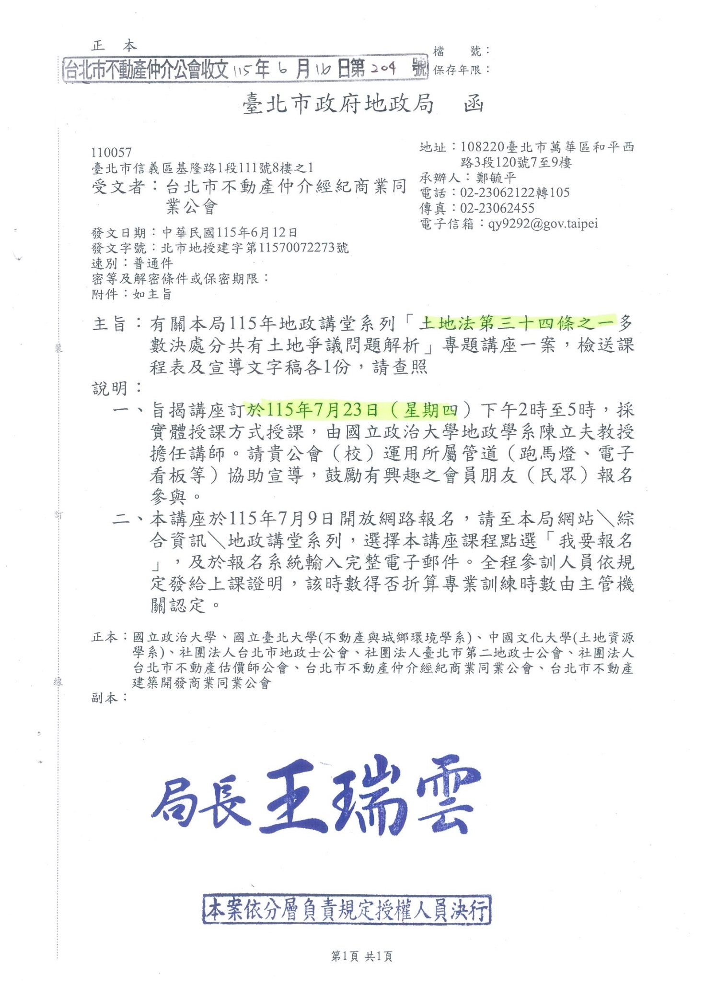 正　本
檔　　號：
台北市不動產仲介公會收文115年6月16日第204號
保存年限：
臺北市政府地政局　函
地址：108220臺北市萬華區和平西
路3段120號7至9樓
承辦人：鄭毓平
電話：02-23062122轉105
傳真：02-23062455
電子信箱：qy9292@gov.taipei
110057
臺北市信義區基隆路1段111號8樓之1
受文者：台北市不動產仲介經紀商業同
業公會
發文日期：中華民國115年6月12日
發文字號：北市地授建字第11570072273號
速別：普通件
密等及解密條件或保密期限：
附件：如主旨
主旨：有關本局115年地政講堂系列「土地法第三十四條之一多
數決處分共有土地爭議問題解析」專題講座一案，檢送課
程表及宣導文字稿各1份，請查照
說明：
一、旨揭講座訂於115年7月23日（星期四）下午2時至5時，採
實體授課方式授課，由國立政治大學地政學系陳立夫教授
擔任講師。請貴公會（校）運用所屬管道（跑馬燈、電子
看板等）協助宣導，鼓勵有興趣之會員朋友（民眾）報名
參與。
二、本講座於115年7月9日開放網路報名，請至本局網站＼綜
合資訊＼地政講堂系列，選擇本講座課程點選「我要報名
」，及於報名系統輸入完整電子郵件。全程參訓人員依規
定發給上課證明，該時數得否折算專業訓練時數由主管機
關認定。
正本：國立政治大學、國立臺北大學(不動產與城鄉環境學系)、中國文化大學(土地資源
學系)、社團法人台北市地政士公會、社團法人臺北市第二地政士公會、社團法人
台北市不動產估價師公會、台北市不動產仲介經紀商業同業公會、台北市不動產
建築開發商業同業公會
副本：
裝
訂
線
局長王瑞雲
本案依分層負責規定授權人員決行
第1頁 共1頁